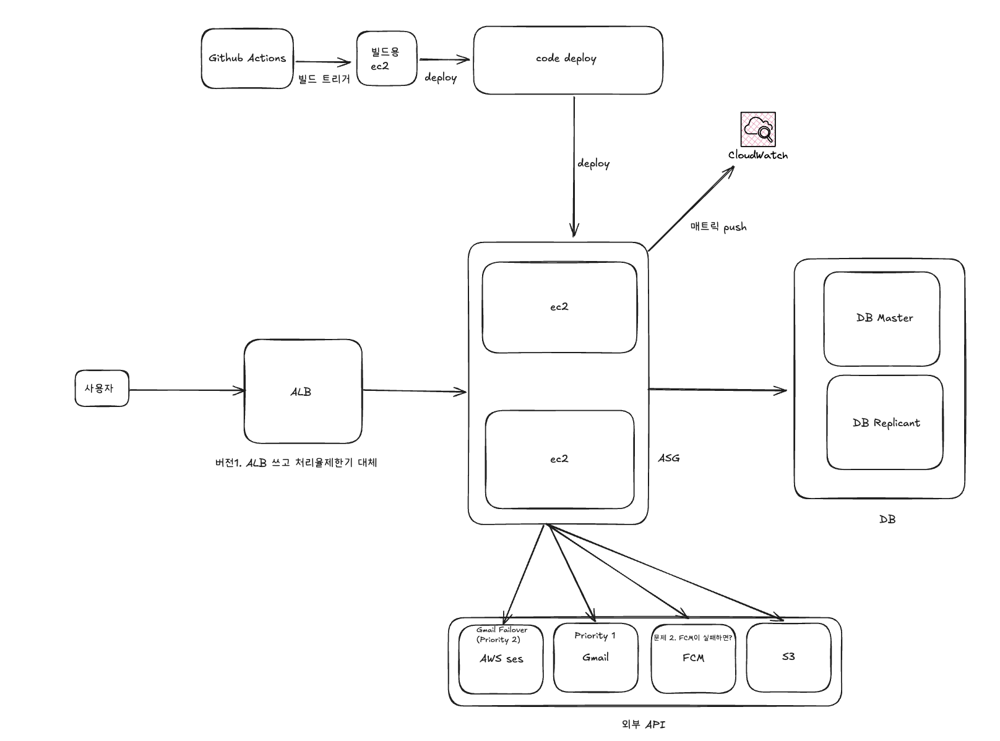 Github Actions
빌드 트리거
빌드용
ec2
deploy
code deploy
deploy
CloudWatch
매트릭 push
사용자
ALB
버전1. ALB 쓰고 처리율제한기 대체
ec2
ec2
ASG
DB Master
DB Replicant
DB
Gmail Failover
(Priority 2)
AWS ses
Priority 1
Gmail
문제 2. FCM이 실패하면?
FCM
S3
외부 API